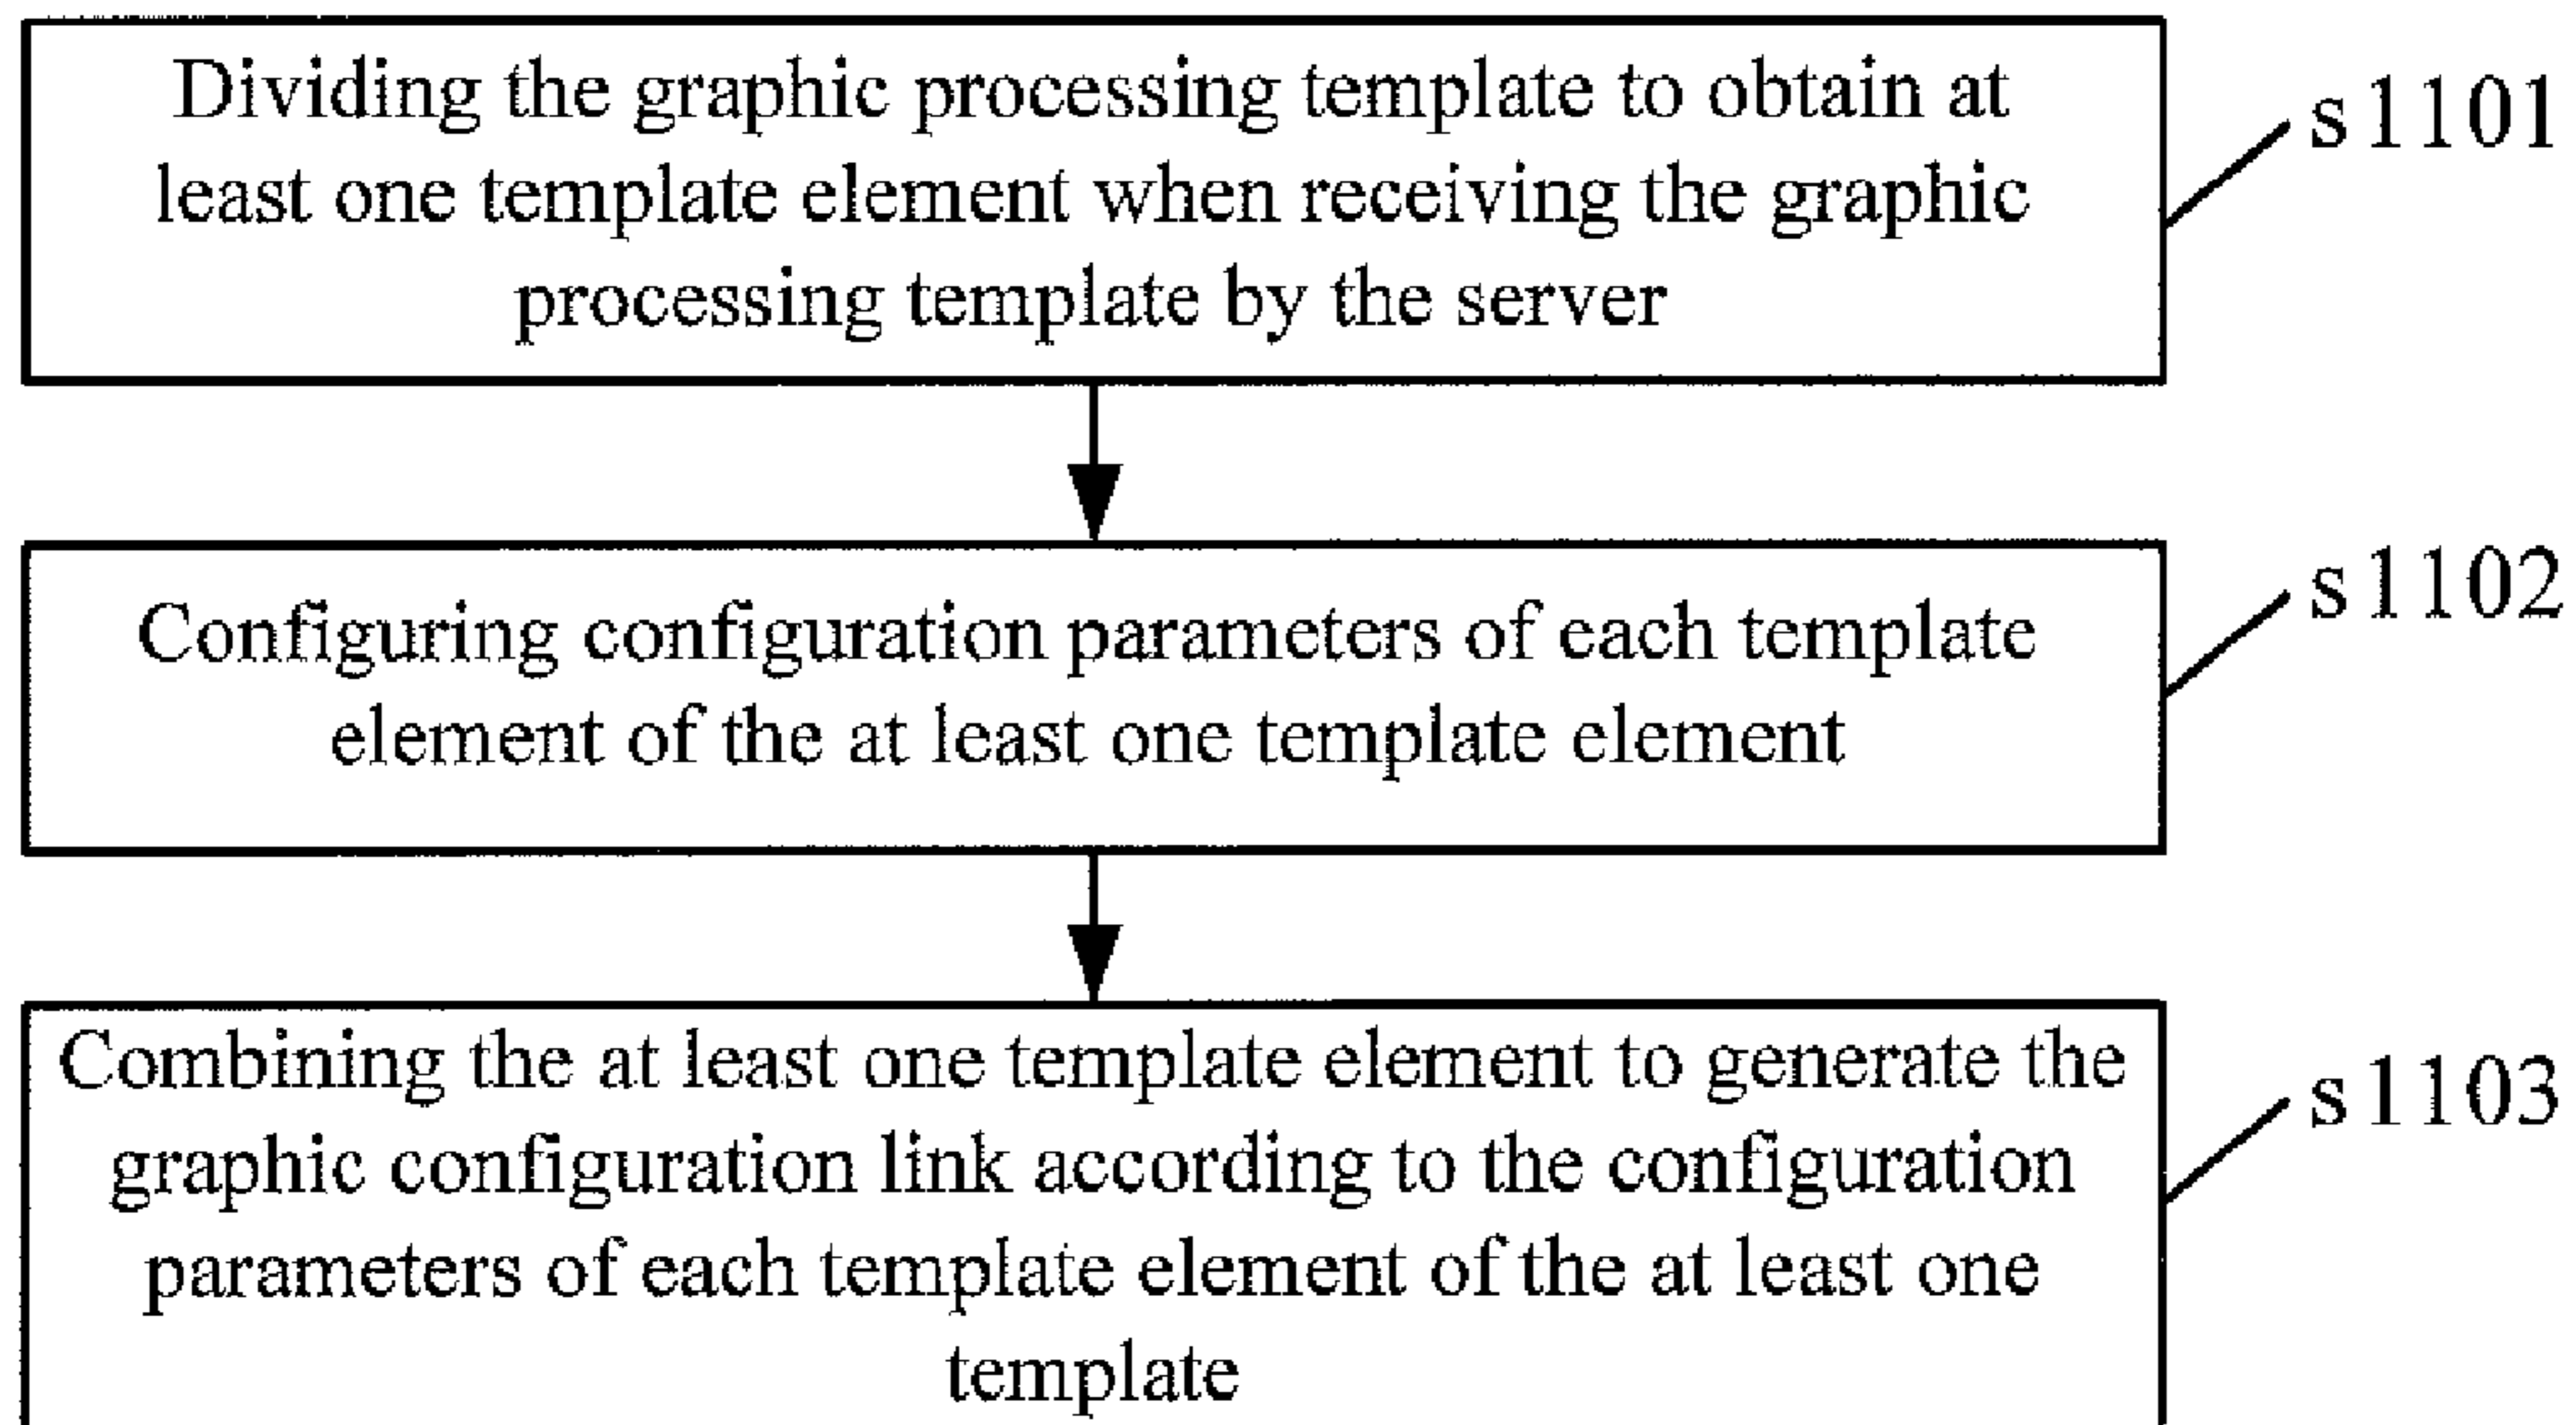 Dividing the graphic processing template to obtain at
least one template element when receiving the graphic
processing template by the server
s1101
Configuring configuration parameters of each template
element of the at least one template element
s1102
Combining the at least one template element to generate the
graphic configuration link according to the configuration
parameters of each template element of the at least one
template
s1103